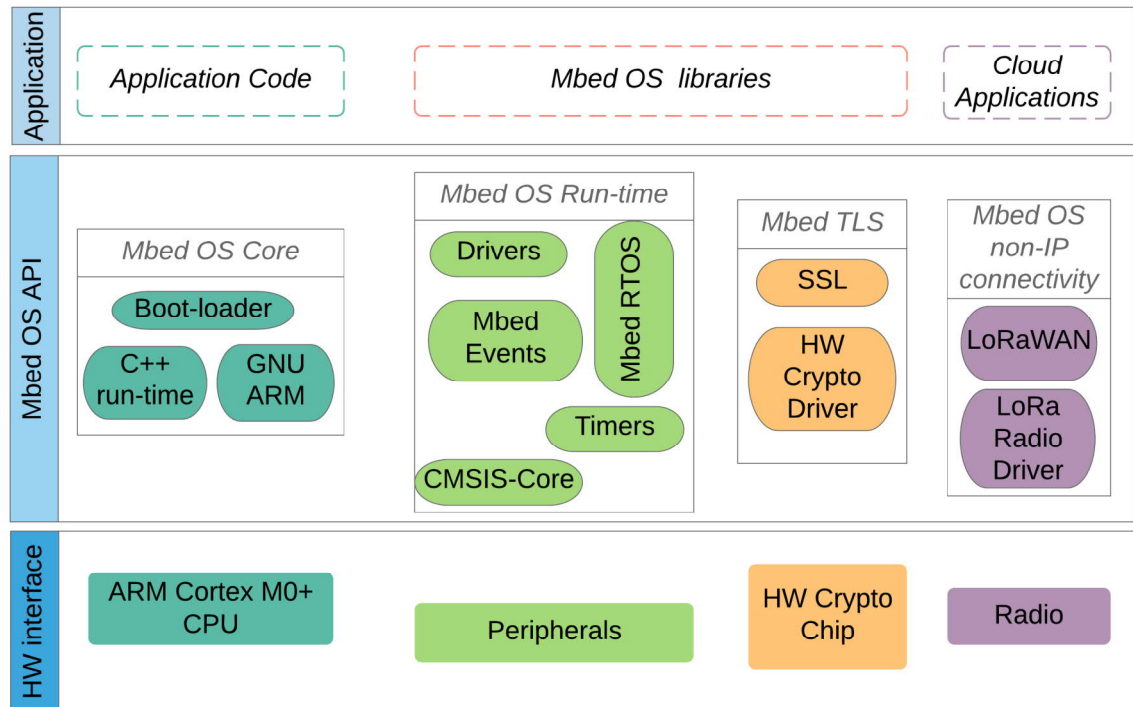 Application
Application Code
Mbed OS libraries
Cloud
Applications
Mbed OS API
Mbed OS Core
Boot-loader
C++
run-time
GNU
ARM
Mbed OS Run-time
Drivers
Mbed
Events
Mbed RTOS
Timers
CMSIS-Core
Mbed TLS
SSL
HW
Crypto
Driver
Mbed OS
non-IP
connectivity
LoRaWAN
LoRa
Radio
Driver
HW interface
ARM Cortex M0+
CPU
Peripherals
HW Crypto
Chip
Radio